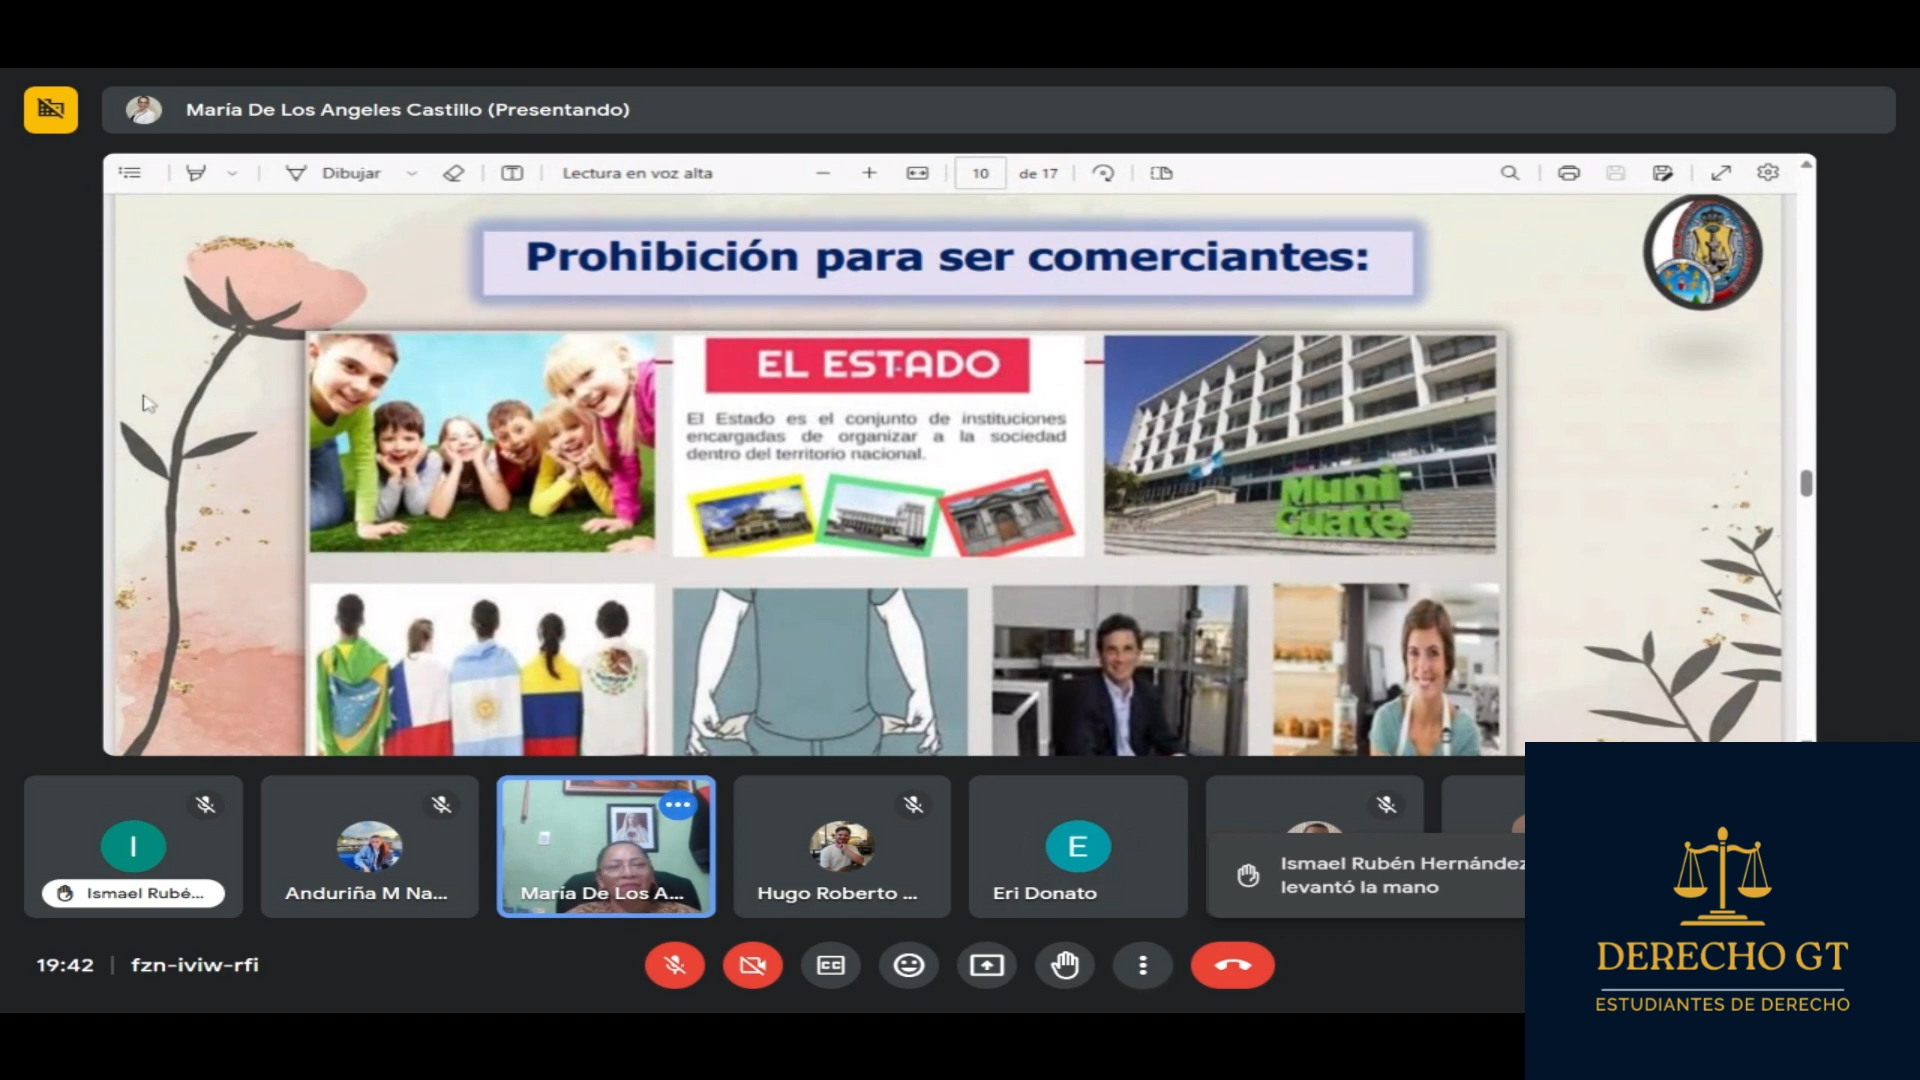 María De Los Angeles Castillo (Presentando)
Dibujar
Lectura en voz alta
10
de 17
Prohibición para ser comerciantes:
EL ESTADO
El Estado es el conjunto de instituciones
encargadas de organizar a la sociedad
dentro del territorio nacional.
Muni
Guate
I
Ismael Rubé...
Anduriña M Na...
María De Los A...
Hugo Roberto ...
E
Eri Donato
Ismael Rubén Hernández
levantó la mano
19:42 | fzn-iviw-rfi
CC
DERECHO GT
ESTUDIANTES DE DERECHO